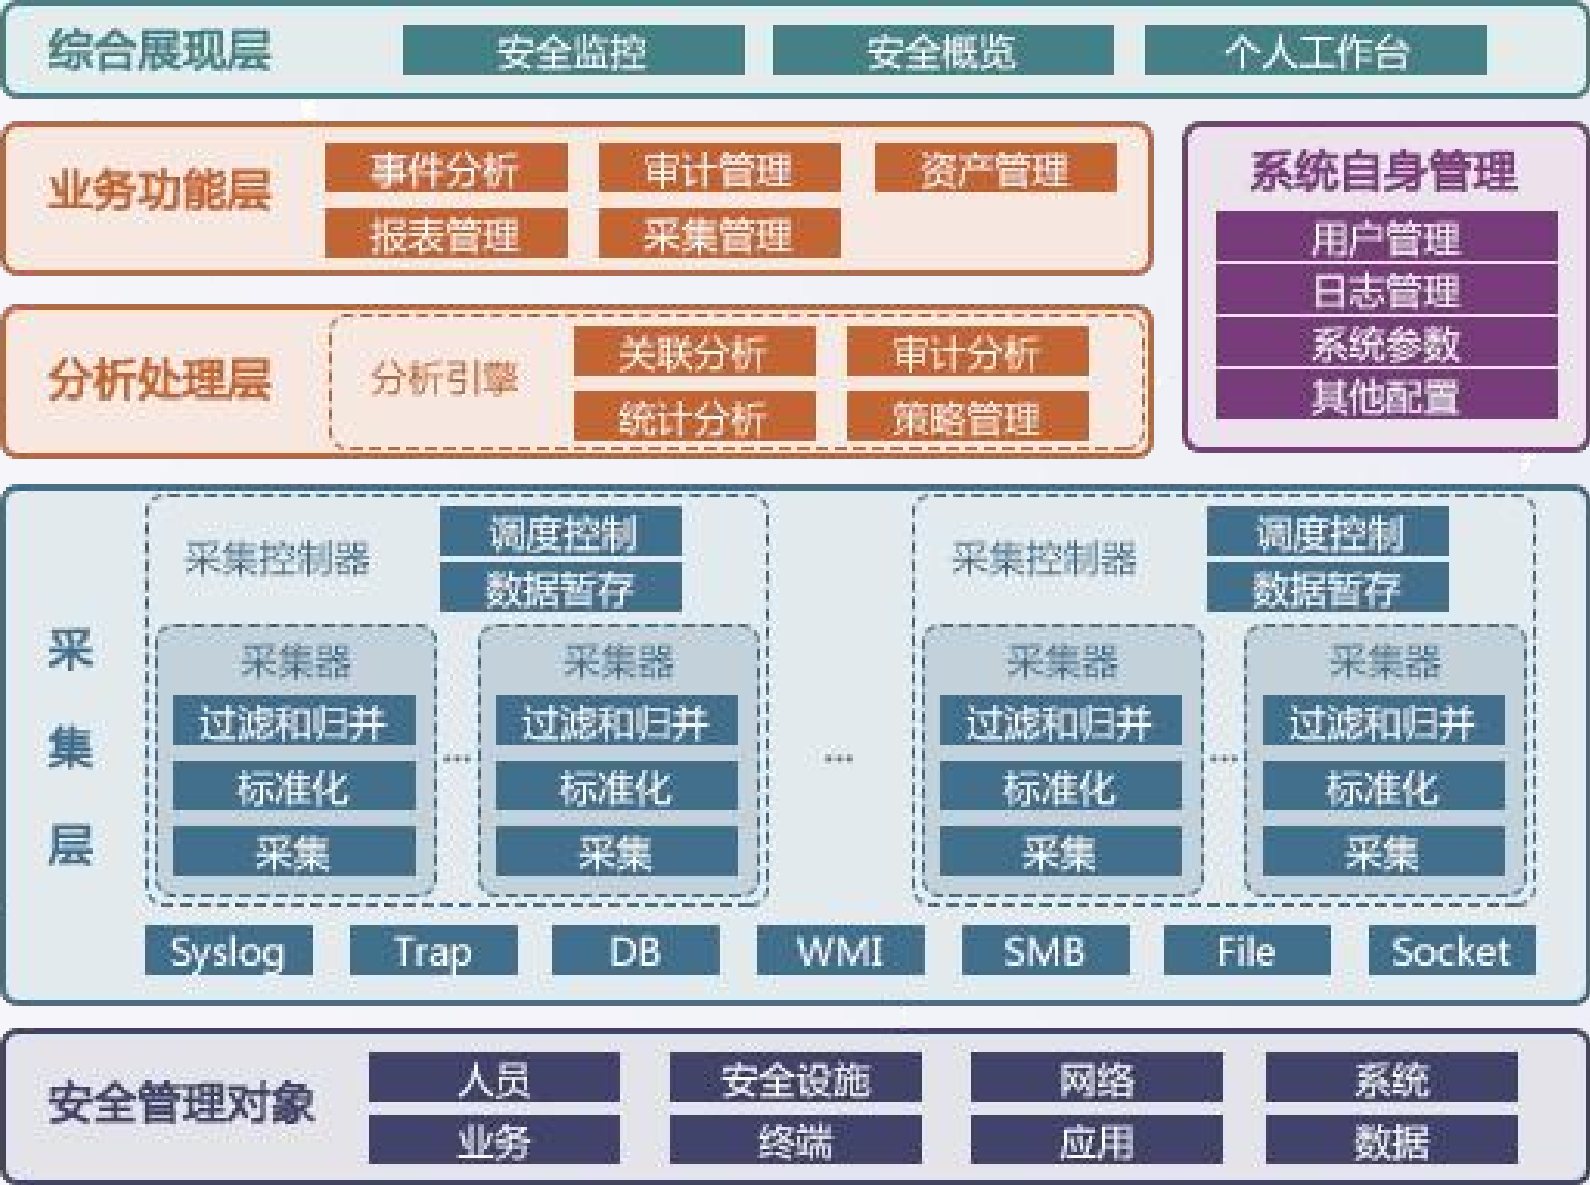 综合展现层 安全监控 安全概览 个人工作台
业务功能层 事件分析 审计管理 资产管理
报表管理 采集管理
系统自身管理
用户管理
日志管理
系统参数
其他配置
分析处理层 分析引擎 关联分析 审计分析
统计分析 策略管理
采集层
采集控制器 调度控制
数据暂存
采集器 采集器
过滤和归并 ... 过滤和归并
标准化 标准化
采集 采集
...
采集控制器 调度控制
数据暂存
采集器 采集器
过滤和归并 ... 过滤和归并
标准化 标准化
采集 采集
Syslog Trap DB WMI SMB File Socket
安全管理对象 人员 安全设施 网络 系统
业务 终端 应用 数据